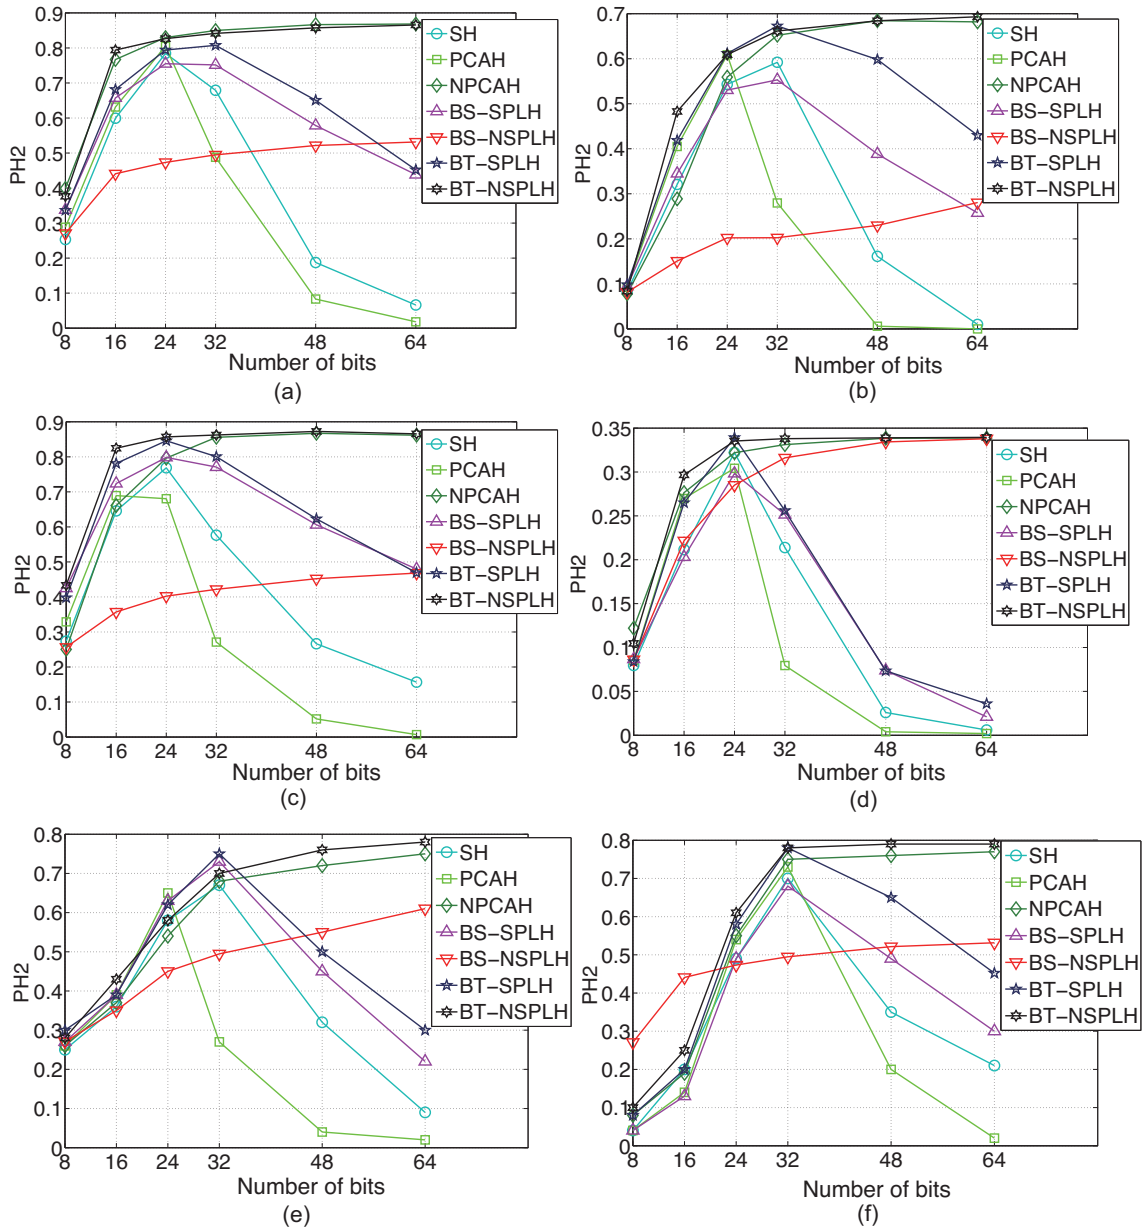 0.9
0.8
0.7
0.6
0.5
0.4
0.3
0.2
0.1
0
PH2
8 16 24 32 48 64
Number of bits
SH
PCAH
NPCAH
BS-SPLH
BS-NSPLH
BT-SPLH
BT-NSPLH
(a)
0.7
0.6
0.5
0.4
0.3
0.2
0.1
0
PH2
8 16 24 32 48 64
Number of bits
SH
PCAH
NPCAH
BS-SPLH
BS-NSPLH
BT-SPLH
BT-NSPLH
(b)
0.9
0.8
0.7
0.6
0.5
0.4
0.3
0.2
0.1
0
PH2
8 16 24 32 48 64
Number of bits
SH
PCAH
NPCAH
BS-SPLH
BS-NSPLH
BT-SPLH
BT-NSPLH
(c)
0.35
0.3
0.25
0.2
0.15
0.1
0.05
0
PH2
8 16 24 32 48 64
Number of bits
SH
PCAH
NPCAH
BS-SPLH
BS-NSPLH
BT-SPLH
BT-NSPLH
(d)
0.8
0.7
0.6
0.5
0.4
0.3
0.2
0.1
0
PH2
8 16 24 32 48 64
Number of bits
SH
PCAH
NPCAH
BS-SPLH
BS-NSPLH
BT-SPLH
BT-NSPLH
(e)
0.8
0.7
0.6
0.5
0.4
0.3
0.2
0.1
0
PH2
8 16 24 32 48 64
Number of bits
SH
PCAH
NPCAH
BS-SPLH
BS-NSPLH
BT-SPLH
BT-NSPLH
(f)